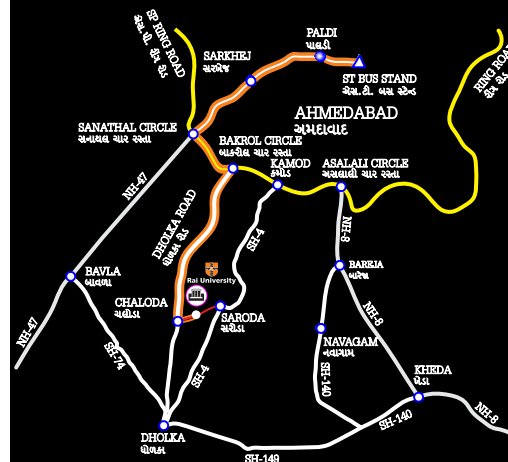 SP RING ROAD
એસ.પી. રીંગ રોડ
PALDI
પાલડી
SARKHEJ
સરખેજ
ST BUS STAND
એસ.ટી. બસ સ્ટેન્ડ
RING ROAD
રીંગ રોડ
AHMEDABAD
અમદાવાદ
SANATHAL CIRCLE
સનાથલ ચાર રસ્તા
BAKROL CIRCLE
બાકરોલ ચાર રસ્તા
KAMOD
કમોડ
ASALALI CIRCLE
અસલાલી ચાર રસ્તા
NH-47
DHOLKA ROAD
ધોળકા રોડ
SH-4
NH-8
BAVLA
બાવળા
Rai University
BAREJA
બારેજા
CHALODA
ચલોડા
SARODA
સરોડા
NH-8
NAVAGAM
નવાગામ
NH-47
SH-74
SH-4
SH-140
KHEDA
ખેડા
SH-140
NH-8
DHOLKA
ધોળકા
SH-149